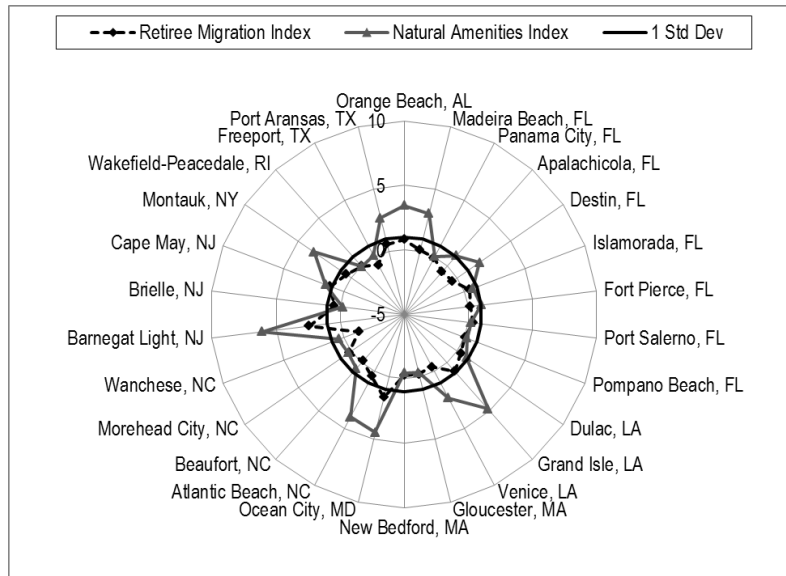 Retiree Migration Index Natural Amenities Index 1 Std Dev
Orange Beach, AL
Madeira Beach, FL
Panama City, FL
Apalachicola, FL
Destin, FL
Islamorada, FL
Fort Pierce, FL
Port Salerno, FL
Pompano Beach, FL
Dulac, LA
Grand Isle, LA
Venice, LA
Gloucester, MA
New Bedford, MA
Ocean City, MD
Atlantic Beach, NC
Beaufort, NC
Morehead City, NC
Wanchese, NC
Barnegat Light, NJ
Brielle, NJ
Cape May, NJ
Montauk, NY
Wakefield-Peacedale, RI
Freeport, TX
Port Aransas, TX
10
5
0
-5